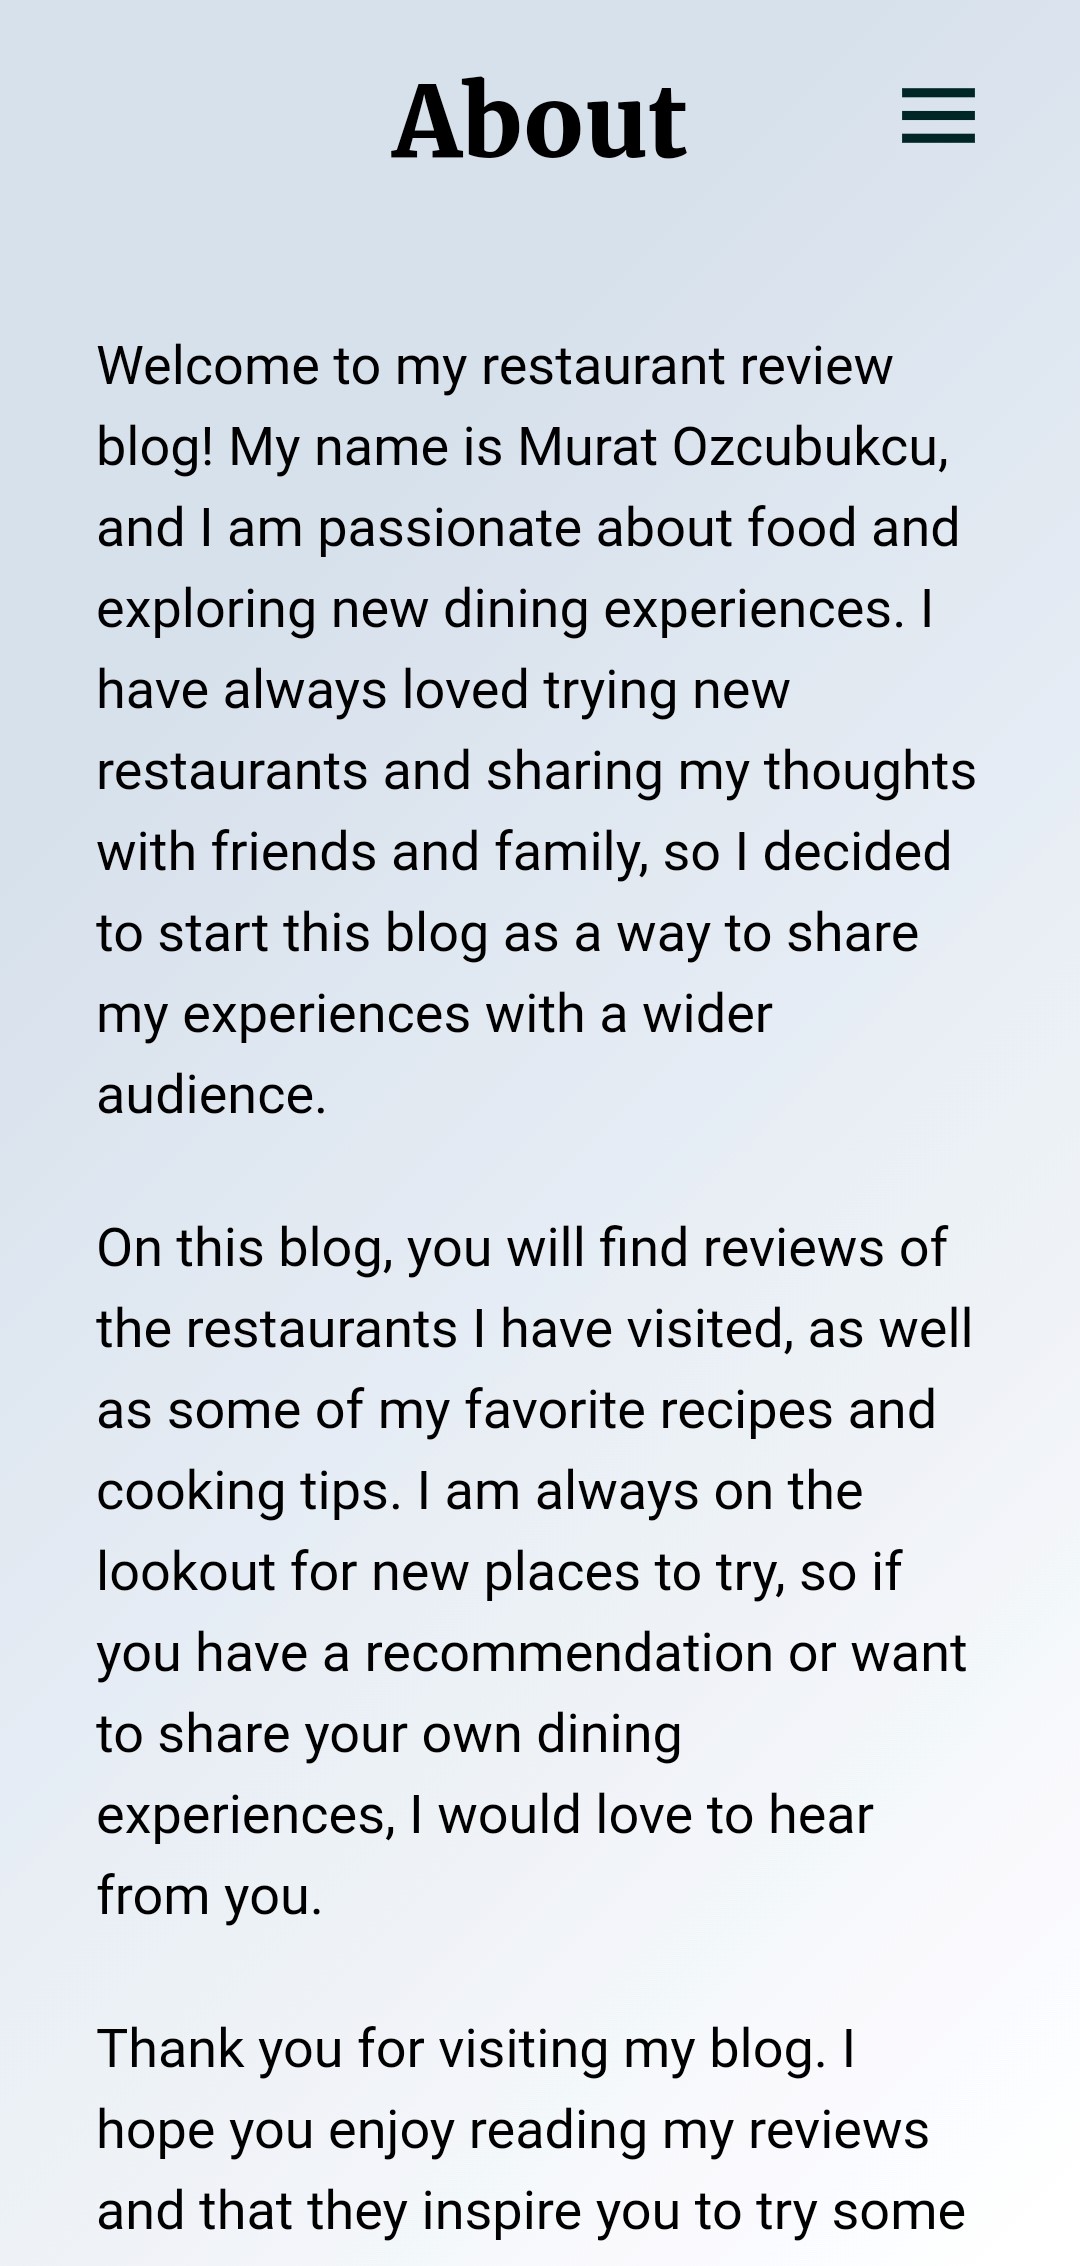 About
Welcome to my restaurant review
blog! My name is Murat Ozcubukcu,
and I am passionate about food and
exploring new dining experiences. I
have always loved trying new
restaurants and sharing my thoughts
with friends and family, so I decided
to start this blog as a way to share
my experiences with a wider
audience.
On this blog, you will find reviews of
the restaurants I have visited, as well
as some of my favorite recipes and
cooking tips. I am always on the
lookout for new places to try, so if
you have a recommendation or want
to share your own dining
experiences, I would love to hear
from you.
Thank you for visiting my blog. I
hope you enjoy reading my reviews
and that they inspire you to try some